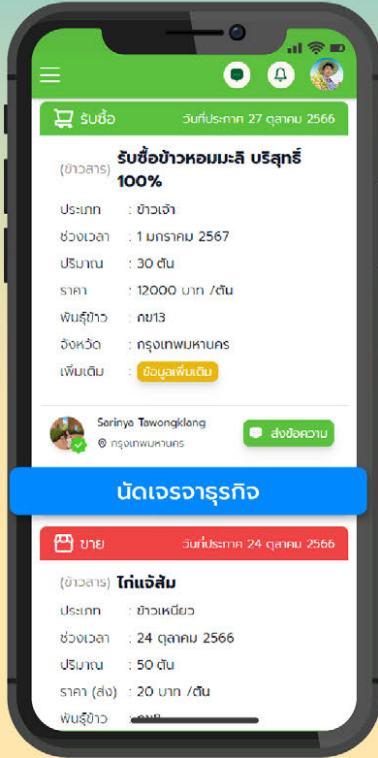 รับซื้อ วันที่ประกาศ 27 ตุลาคม 2566
(ข้าวสาร) รับซื้อข้าวหอมมะลิ บริสุทธิ์
100%
ประเภท : ข้าวเจ้า
ช่วงเวลา : 1 มกราคม 2567
ปริมาณ : 30 ตัน
ราคา : 12000 บาท /ตัน
พันธุ์ข้าว : กข13
จังหวัด : กรุงเทพมหานคร
เพิ่มเติม : ข้อมูลเพิ่มเติม
Sarinya Tawongklang
กรุงเทพมหานคร
ส่งข้อความ
นัดเจรจาธุรกิจ
ขาย วันที่ประกาศ 24 ตุลาคม 2566
(ข้าวสาร) ไก่แจ้ส้ม
ประเภท : ข้าวเหนียว
ช่วงเวลา : 24 ตุลาคม 2566
ปริมาณ : 50 ตัน
ราคา (ส่ง) : 20 บาท /ตัน
พันธุ์ข้าว :